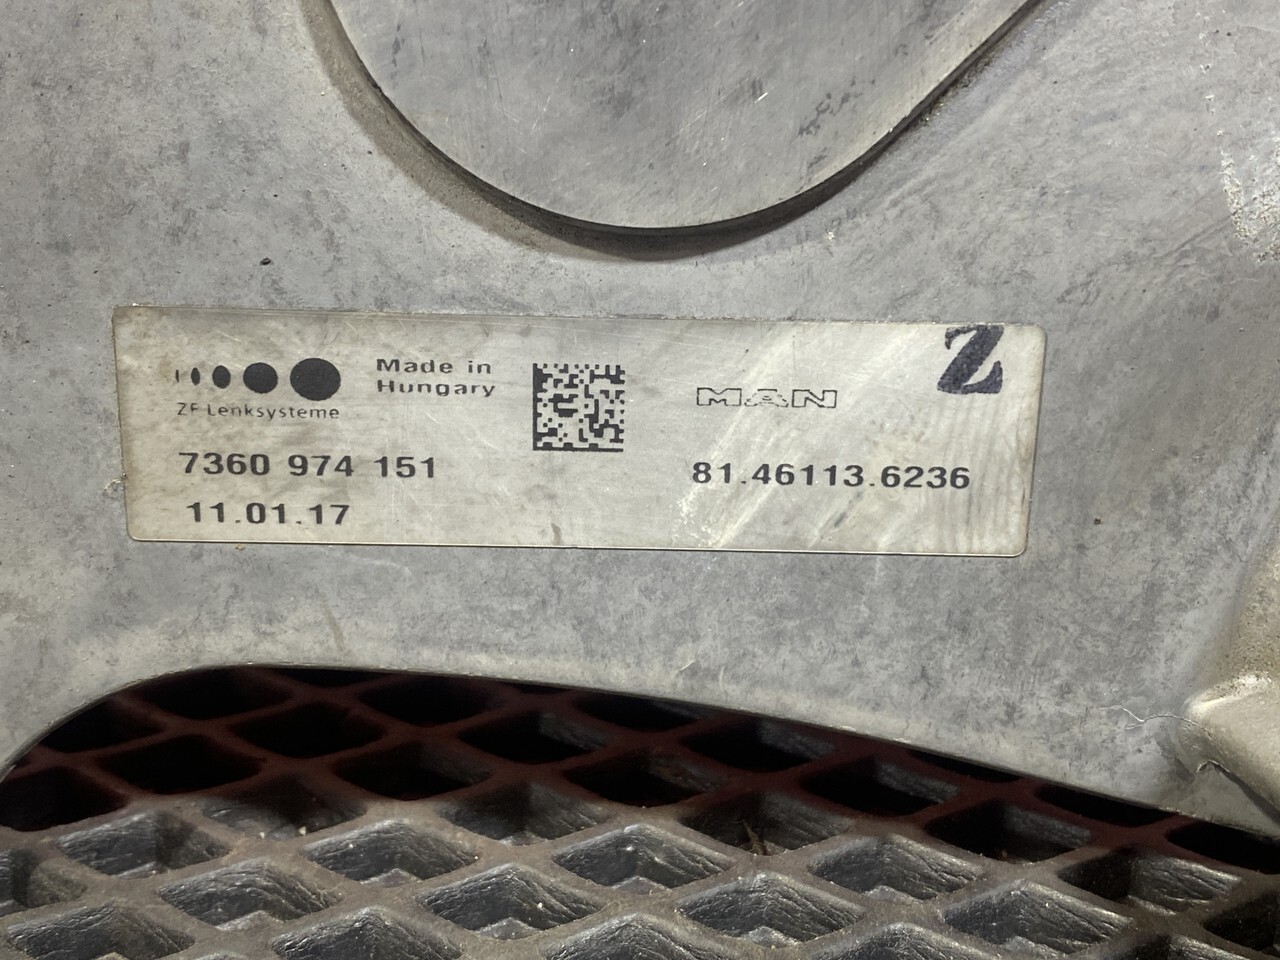 ZF Lenksysteme
Made in
Hungary
7360 974 151
11.01.17
MAN
81.46113.6236
Z